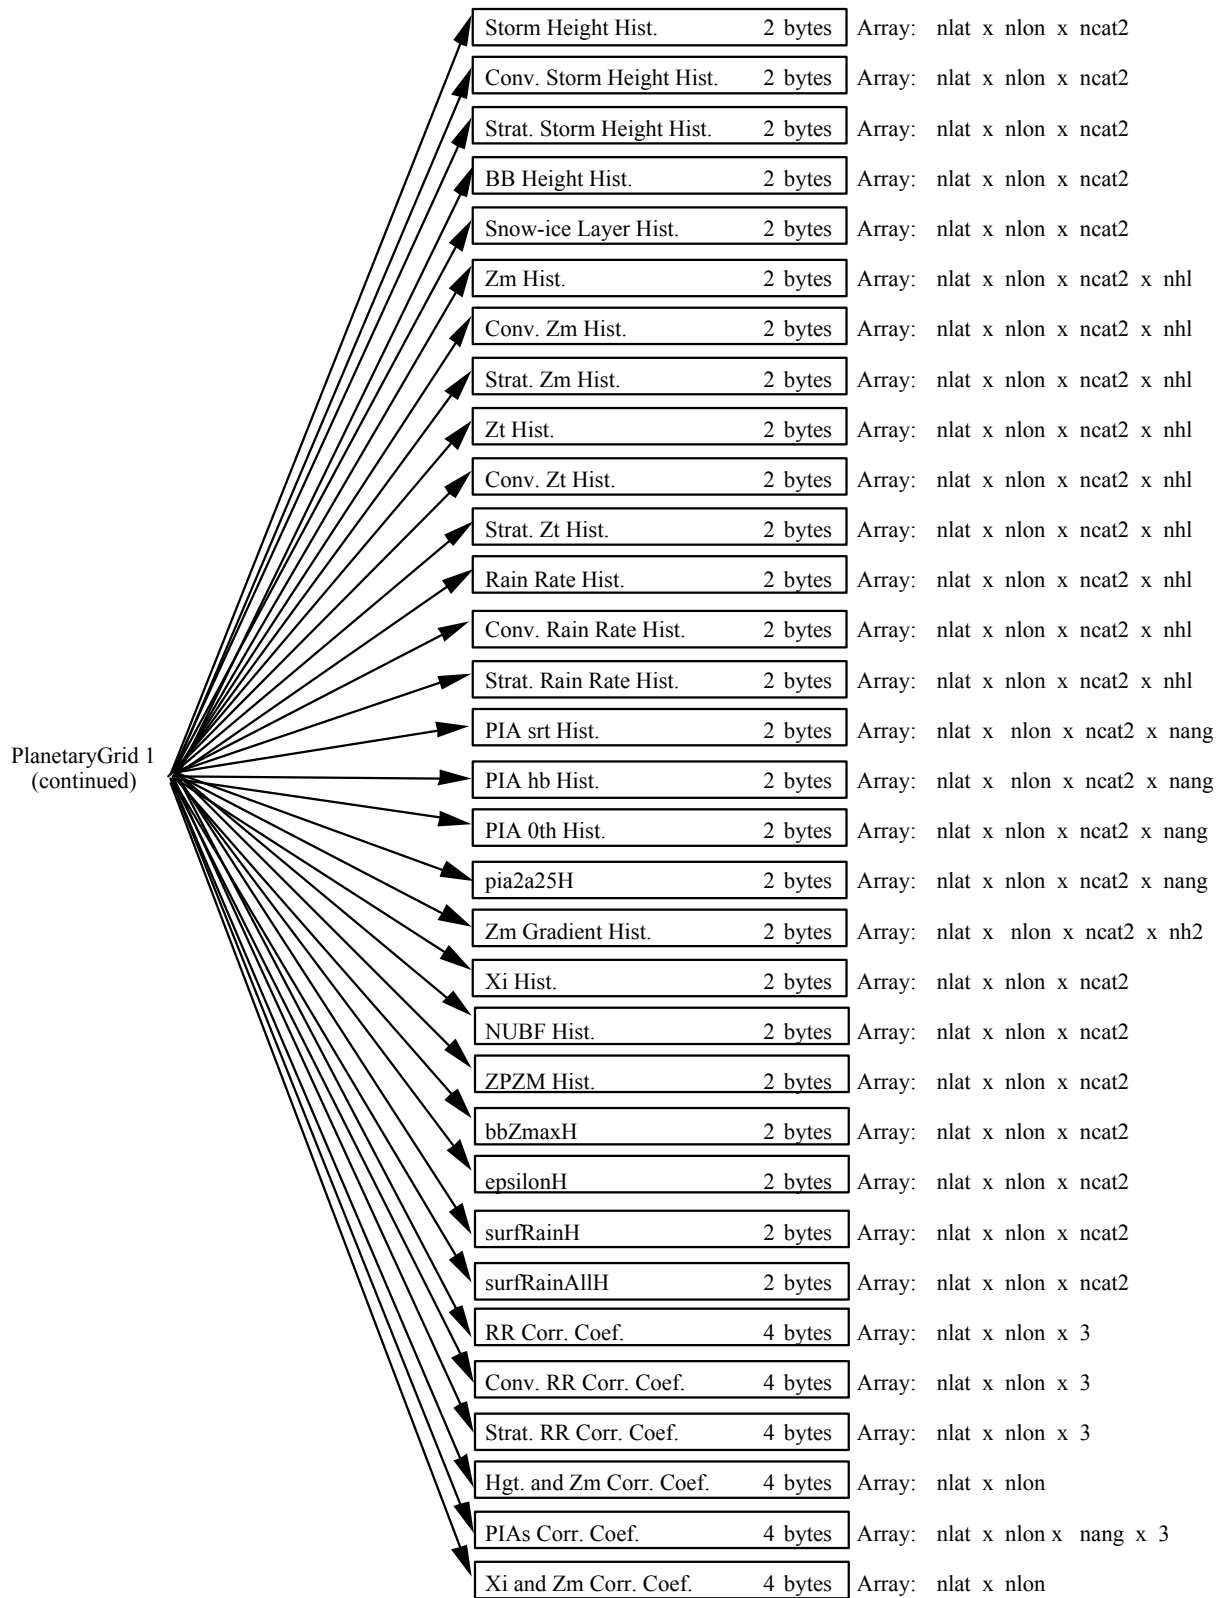 Storm Height Hist. 2 bytes Array: nlat x nlon x ncat2
Conv. Storm Height Hist. 2 bytes Array: nlat x nlon x ncat2
Strat. Storm Height Hist. 2 bytes Array: nlat x nlon x ncat2
BB Height Hist. 2 bytes Array: nlat x nlon x ncat2
Snow-ice Layer Hist. 2 bytes Array: nlat x nlon x ncat2
Zm Hist. 2 bytes Array: nlat x nlon x ncat2 x nhl
Conv. Zm Hist. 2 bytes Array: nlat x nlon x ncat2 x nhl
Strat. Zm Hist. 2 bytes Array: nlat x nlon x ncat2 x nhl
Zt Hist. 2 bytes Array: nlat x nlon x ncat2 x nhl
Conv. Zt Hist. 2 bytes Array: nlat x nlon x ncat2 x nhl
Strat. Zt Hist. 2 bytes Array: nlat x nlon x ncat2 x nhl
Rain Rate Hist. 2 bytes Array: nlat x nlon x ncat2 x nhl
Conv. Rain Rate Hist. 2 bytes Array: nlat x nlon x ncat2 x nhl
Strat. Rain Rate Hist. 2 bytes Array: nlat x nlon x ncat2 x nhl
PIA srt Hist. 2 bytes Array: nlat x nlon x ncat2 x nang
PlanetaryGrid 1
(continued)
PIA hb Hist. 2 bytes Array: nlat x nlon x ncat2 x nang
PIA 0th Hist. 2 bytes Array: nlat x nlon x ncat2 x nang
pia2a25H 2 bytes Array: nlat x nlon x ncat2 x nang
Zm Gradient Hist. 2 bytes Array: nlat x nlon x ncat2 x nh2
Xi Hist. 2 bytes Array: nlat x nlon x ncat2
NUBF Hist. 2 bytes Array: nlat x nlon x ncat2
ZPZM Hist. 2 bytes Array: nlat x nlon x ncat2
bbZmaxH 2 bytes Array: nlat x nlon x ncat2
epsilonH 2 bytes Array: nlat x nlon x ncat2
surfRainH 2 bytes Array: nlat x nlon x ncat2
surfRainAllH 2 bytes Array: nlat x nlon x ncat2
RR Corr. Coef. 4 bytes Array: nlat x nlon x 3
Conv. RR Corr. Coef. 4 bytes Array: nlat x nlon x 3
Strat. RR Corr. Coef. 4 bytes Array: nlat x nlon x 3
Hgt. and Zm Corr. Coef. 4 bytes Array: nlat x nlon
PIAs Corr. Coef. 4 bytes Array: nlat x nlon x nang x 3
Xi and Zm Corr. Coef. 4 bytes Array: nlat x nlon